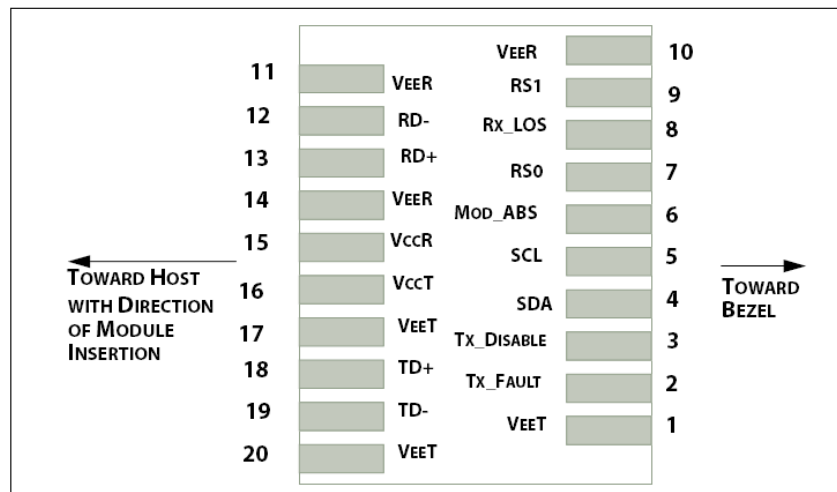 VEER 10
11 VEER RS1 9
12 RD- RX_LOS 8
13 RD+ RS0 7
14 VEER MOD_ABS 6
15 VCCR SCL 5
16 VCCT SDA 4
17 VEET TX_DISABLE 3
18 TD+ TX_FAULT 2
19 TD- VEET 1
20 VEET
TOWARD HOST
WITH DIRECTION
OF MODULE
INSERTION
TOWARD
BEZEL